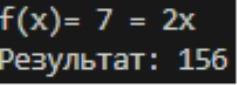 f(x)= 7 = 2x
Результат: 156